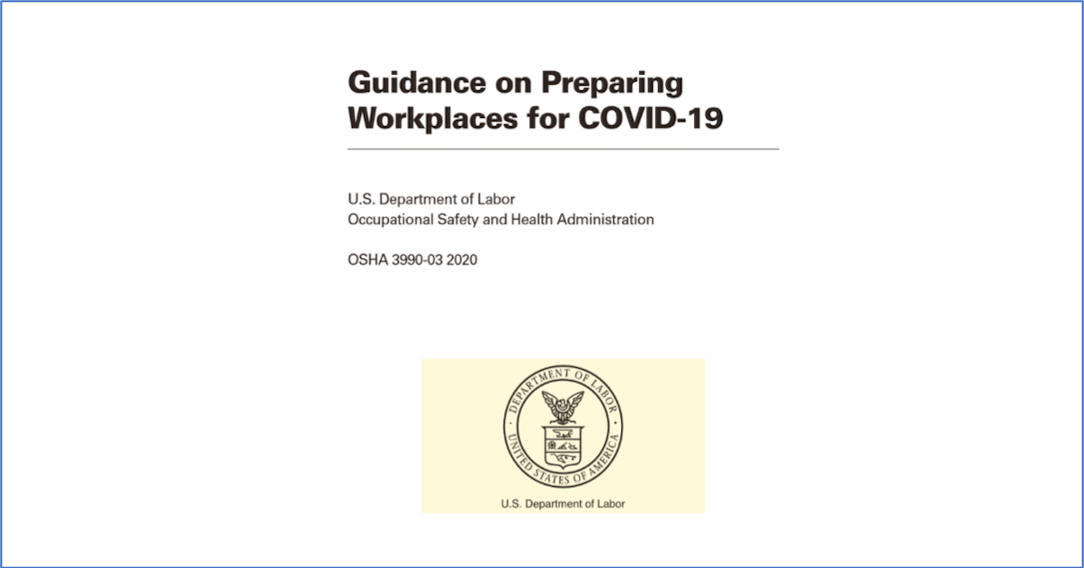 Guidance on Preparing
Workplaces for COVID-19
U.S. Department of Labor
Occupational Safety and Health Administration
OSHA 3990-03 2020
DEPARTMENT OF LABOR
UNITED STATES OF AMERICA
U.S. Department of Labor